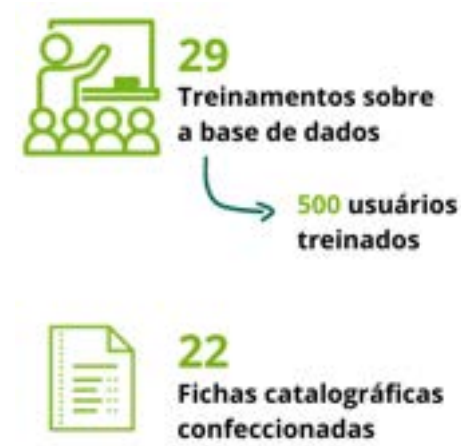 29
Treinamentos sobre
a base de dados
500 usuários
treinados
22
Fichas catalográficas
confeccionadas